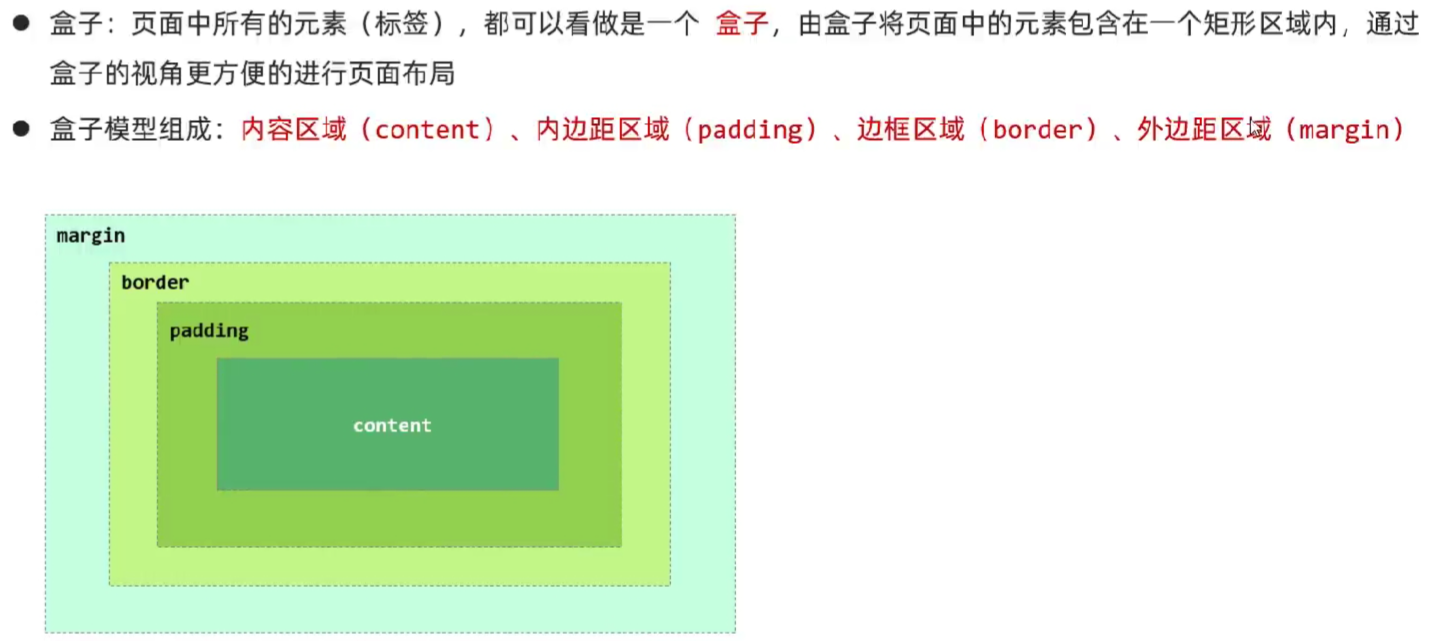 ● 盒子：页面中所有的元素（标签），都可以看做是一个 盒子，由盒子将页面中的元素包含在一个矩形区域内，通过
盒子的视角更方便的进行页面布局
● 盒子模型组成：内容区域（content）、内边距区域（padding）、边框区域（border）、外边距区域（margin）
margin
border
padding
content